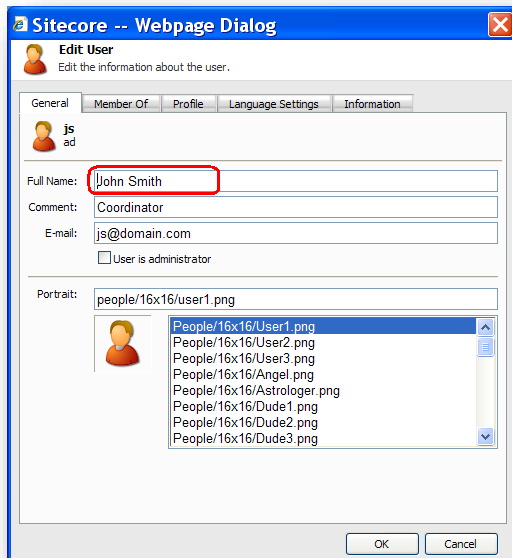 Sitecore -- Webpage Dialog
Edit User
Edit the information about the user.
General Member Of Profile Language Settings Information
js
ad
Full Name: John Smith
Comment: Coordinator
E-mail: js@domain.com
User is administrator
Portrait: people/16x16/user1.png
People/16x16/User1.png
People/16x16/User2.png
People/16x16/User3.png
People/16x16/Angel.png
People/16x16/Astrologer.png
People/16x16/Dude1.png
People/16x16/Dude2.png
People/16x16/Dude3.png
OK Cancel